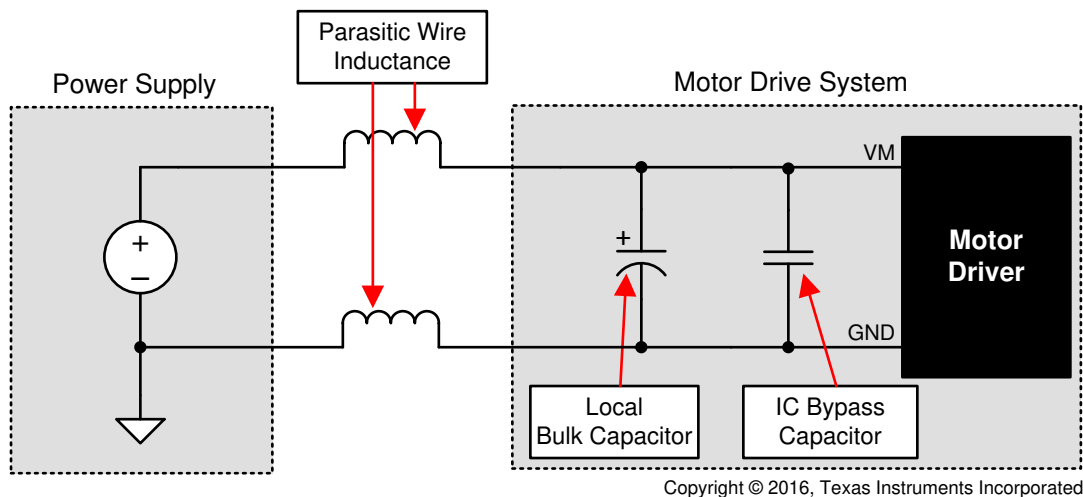 Parasitic Wire
Inductance
Power Supply
Motor Drive System
VM
+
–
+
Motor
Driver
GND
Local
Bulk Capacitor
IC Bypass
Capacitor
Copyright © 2016, Texas Instruments Incorporated